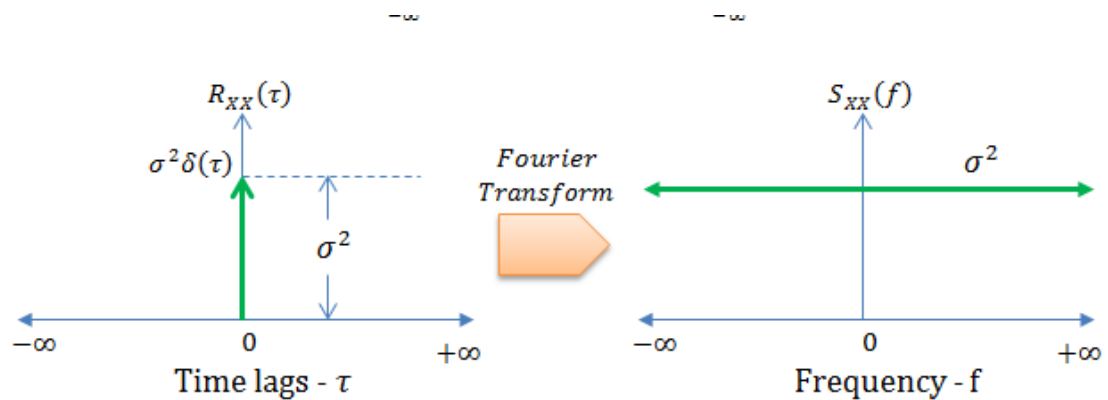 −∞ −∞
R_XX(τ)
σ²δ(τ)
σ²
−∞ 0 +∞
Time lags - τ
Fourier
Transform
S_XX(f)
σ²
−∞ 0 +∞
Frequency - f